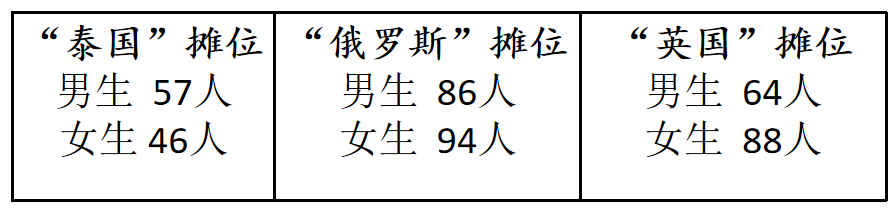 “泰国”摊位
男生 57人
女生 46人
“俄罗斯”摊位
男生 86人
女生 94人
“英国”摊位
男生 64人
女生 88人